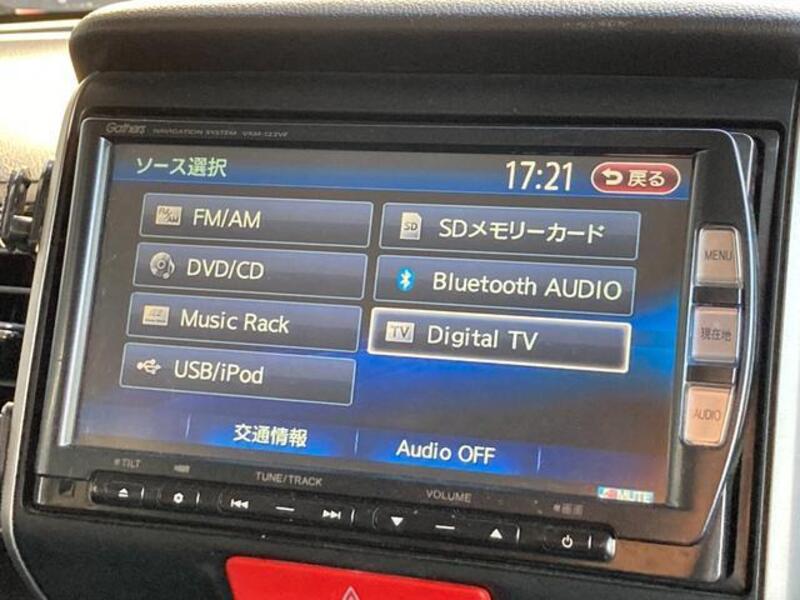 Gathers NAVIGATION SYSTEM VXM-122VF
ソース選択
17:21
戻る
FM/AM
SD
SDメモリーカード
DVD/CD
Bluetooth AUDIO
Music Rack
TV
Digital TV
USB/iPod
交通情報
Audio OFF
MUTE
MENU
現在地
AUDIO
TILT
TUNE/TRACK
VOLUME